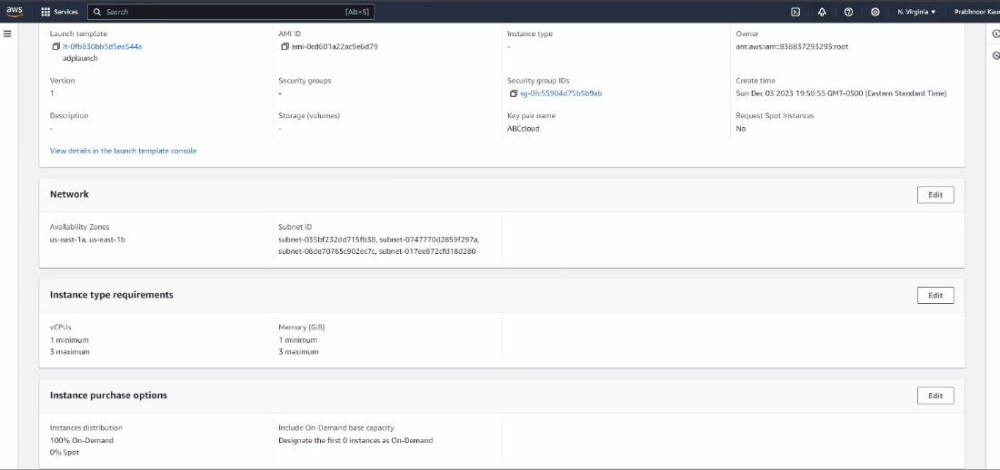 aws Services Search [Alt+S] N. Virginia Prabhnoor Kaur
Launch template AMI ID Instance type Owner
lt-0fb830bb5d5ea544a ami-0cd601a22ac9e6d79 - arn:aws:iam::838837293293:root
adplaunch
Version Security groups Security group IDs Create time
1 - sg-0fc55904d75b5b9ab Sun Dec 03 2023 19:58:55 GMT-0500 (Eastern Standard Time)
Description Storage (volumes) Key pair name Request Spot Instances
- - ABCcloud No
View details in the launch template console
Network Edit
Availability Zones Subnet ID
us-east-1a, us-east-1b subnet-035bf232dd715fb38, subnet-0747770d2859f297a,
subnet-06de70765c902ec7c, subnet-017ee872cfd18d280
Instance type requirements Edit
vCPUs Memory (GiB)
1 minimum 1 minimum
3 maximum 3 maximum
Instance purchase options Edit
Instances distribution Include On-Demand base capacity
100% On-Demand Designate the first 0 instances as On-Demand
0% Spot